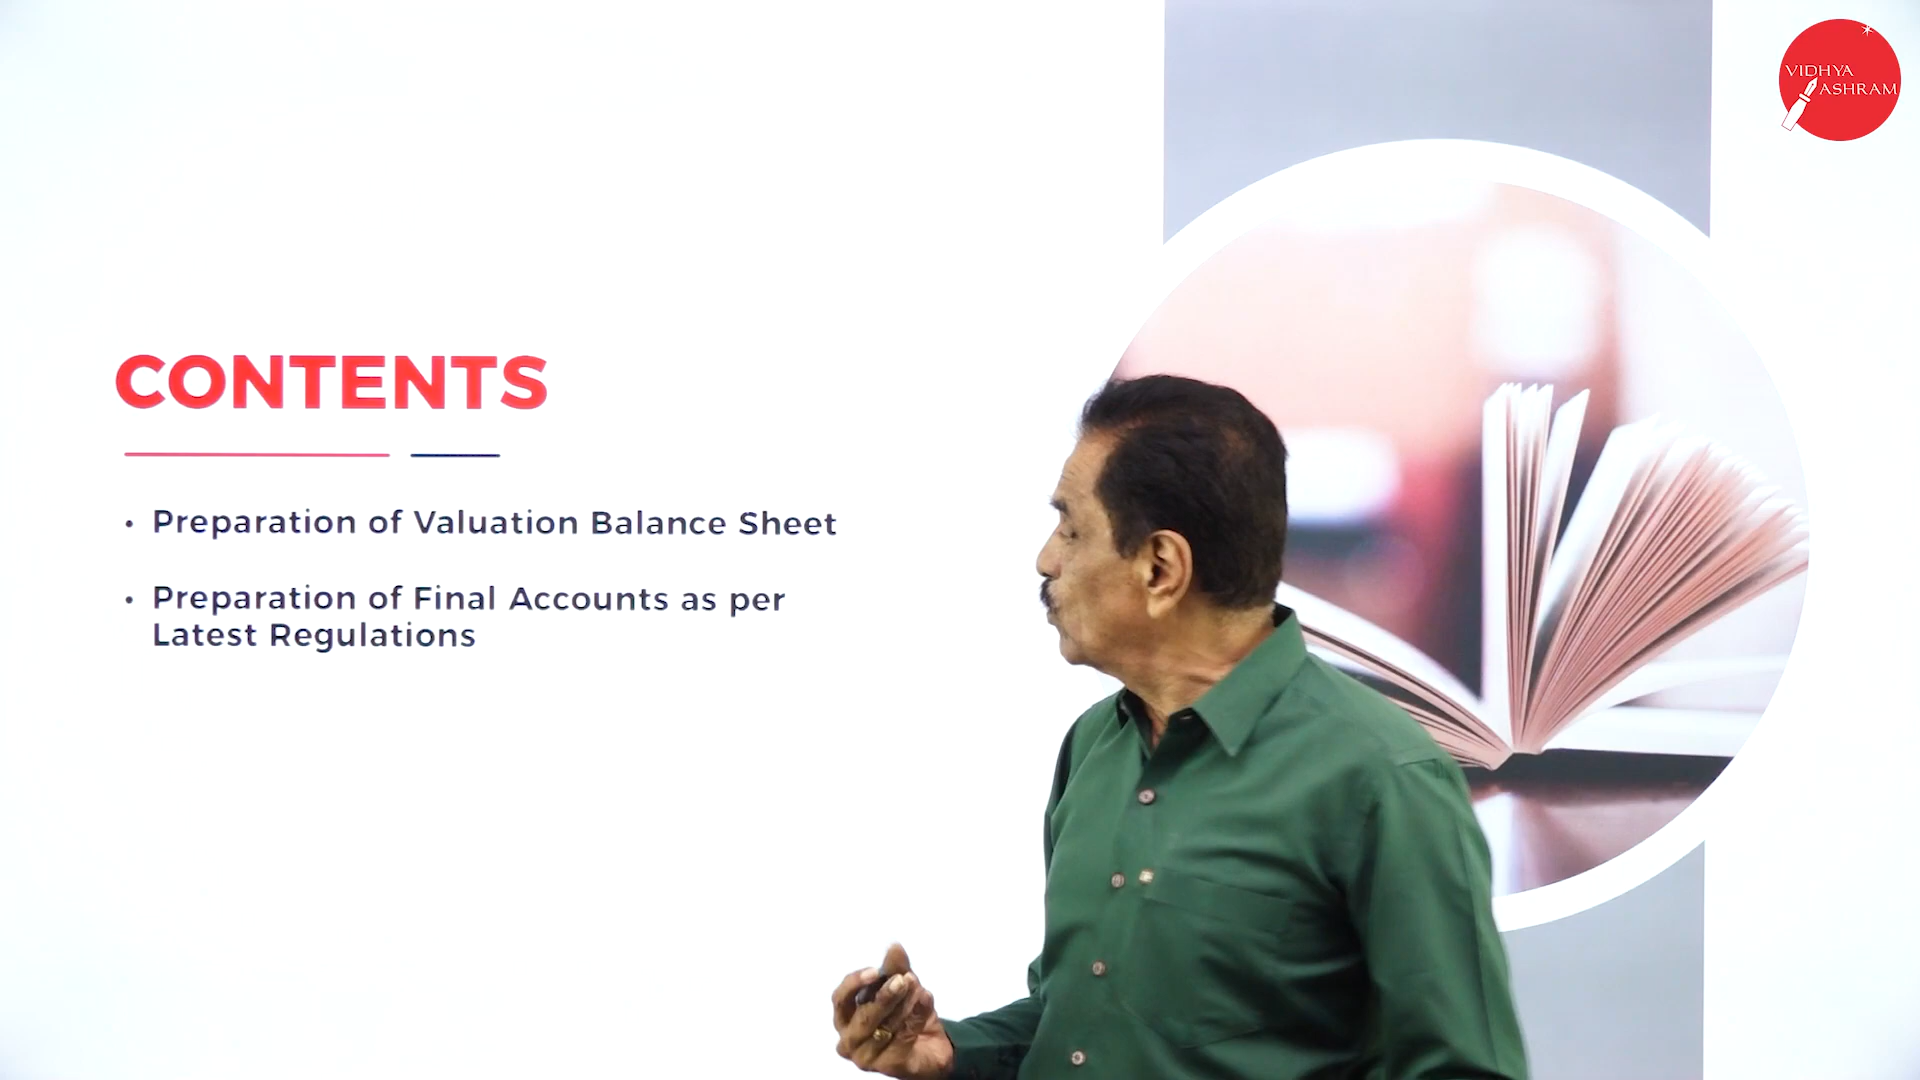 VIDHYA
ASHRAM
CONTENTS
• Preparation of Valuation Balance Sheet
• Preparation of Final Accounts as per
Latest Regulations